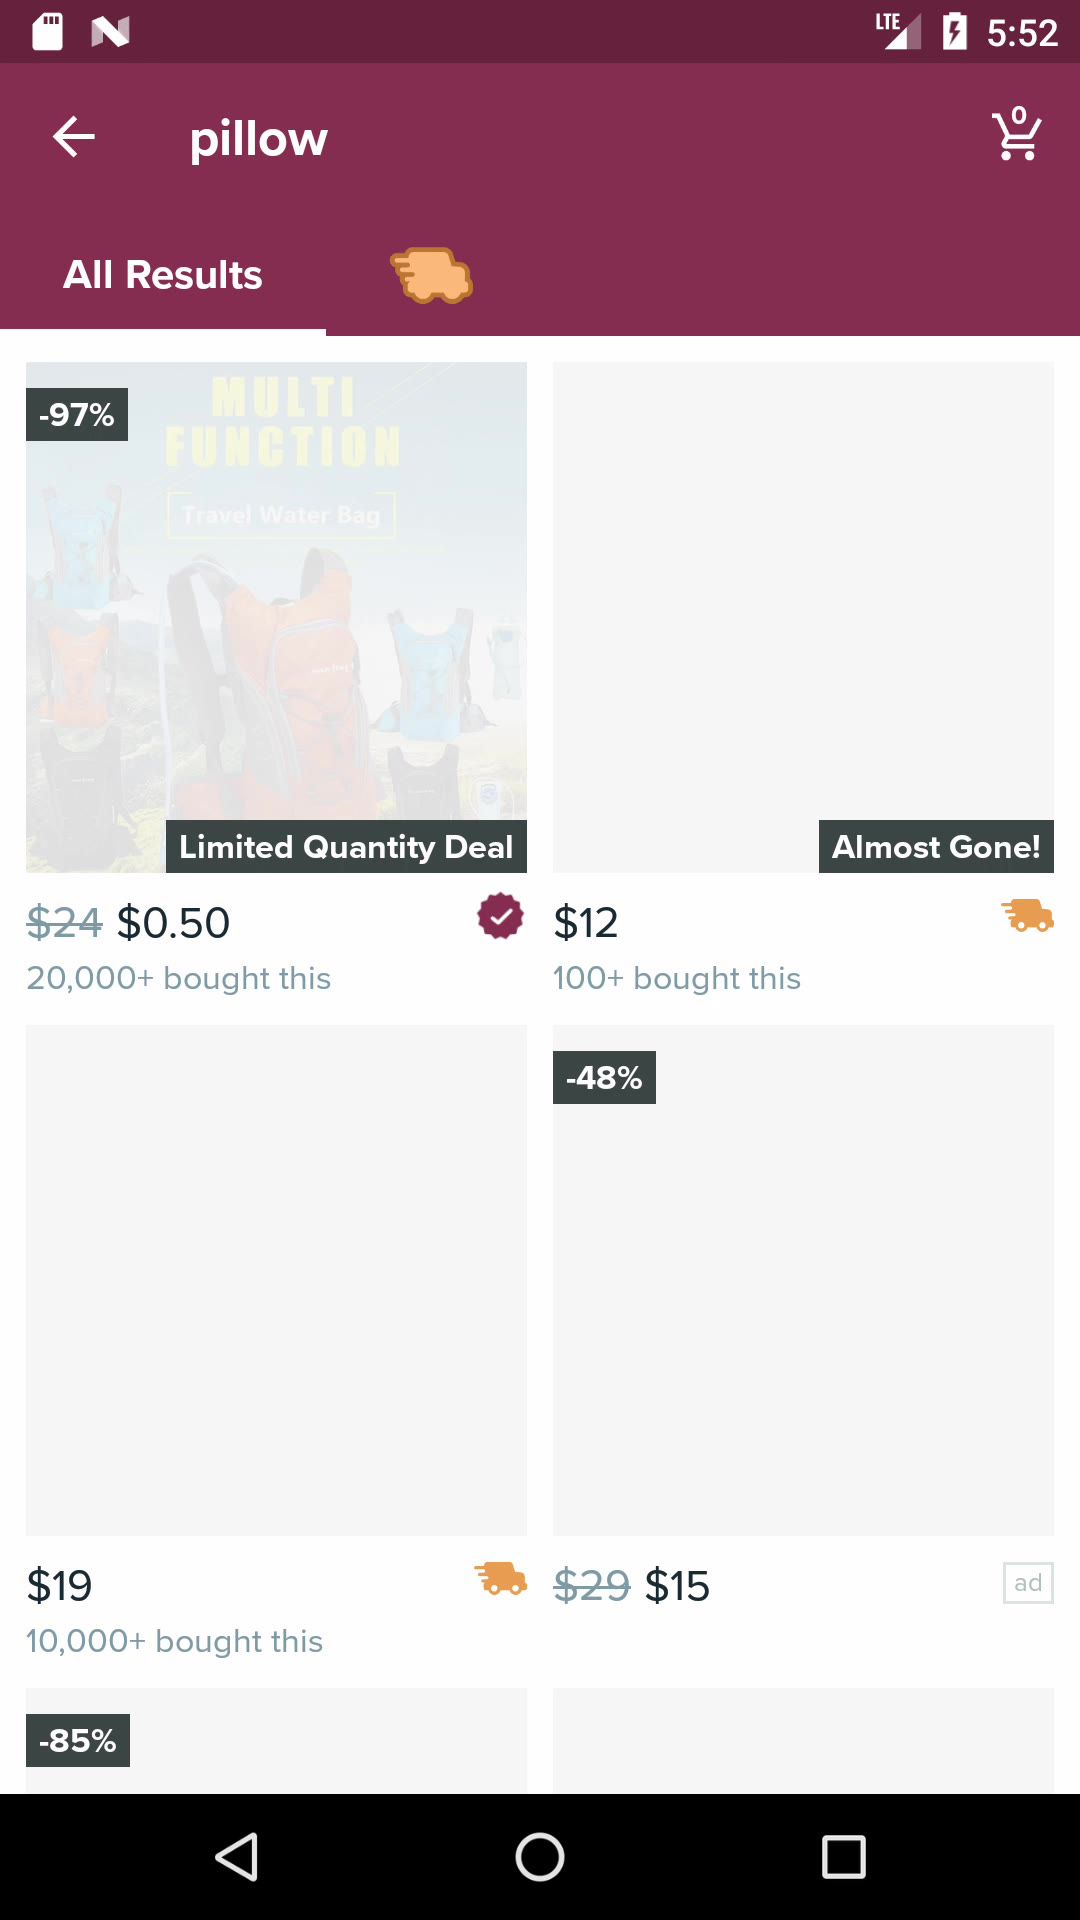 LTE 5:52
pillow
0
All Results
-97%
MULTI
FUNCTION
Travel Water Bag
Limited Quantity Deal
Almost Gone!
$24 $0.50
$12
20,000+ bought this
100+ bought this
-48%
$19
$29 $15
ad
10,000+ bought this
-85%